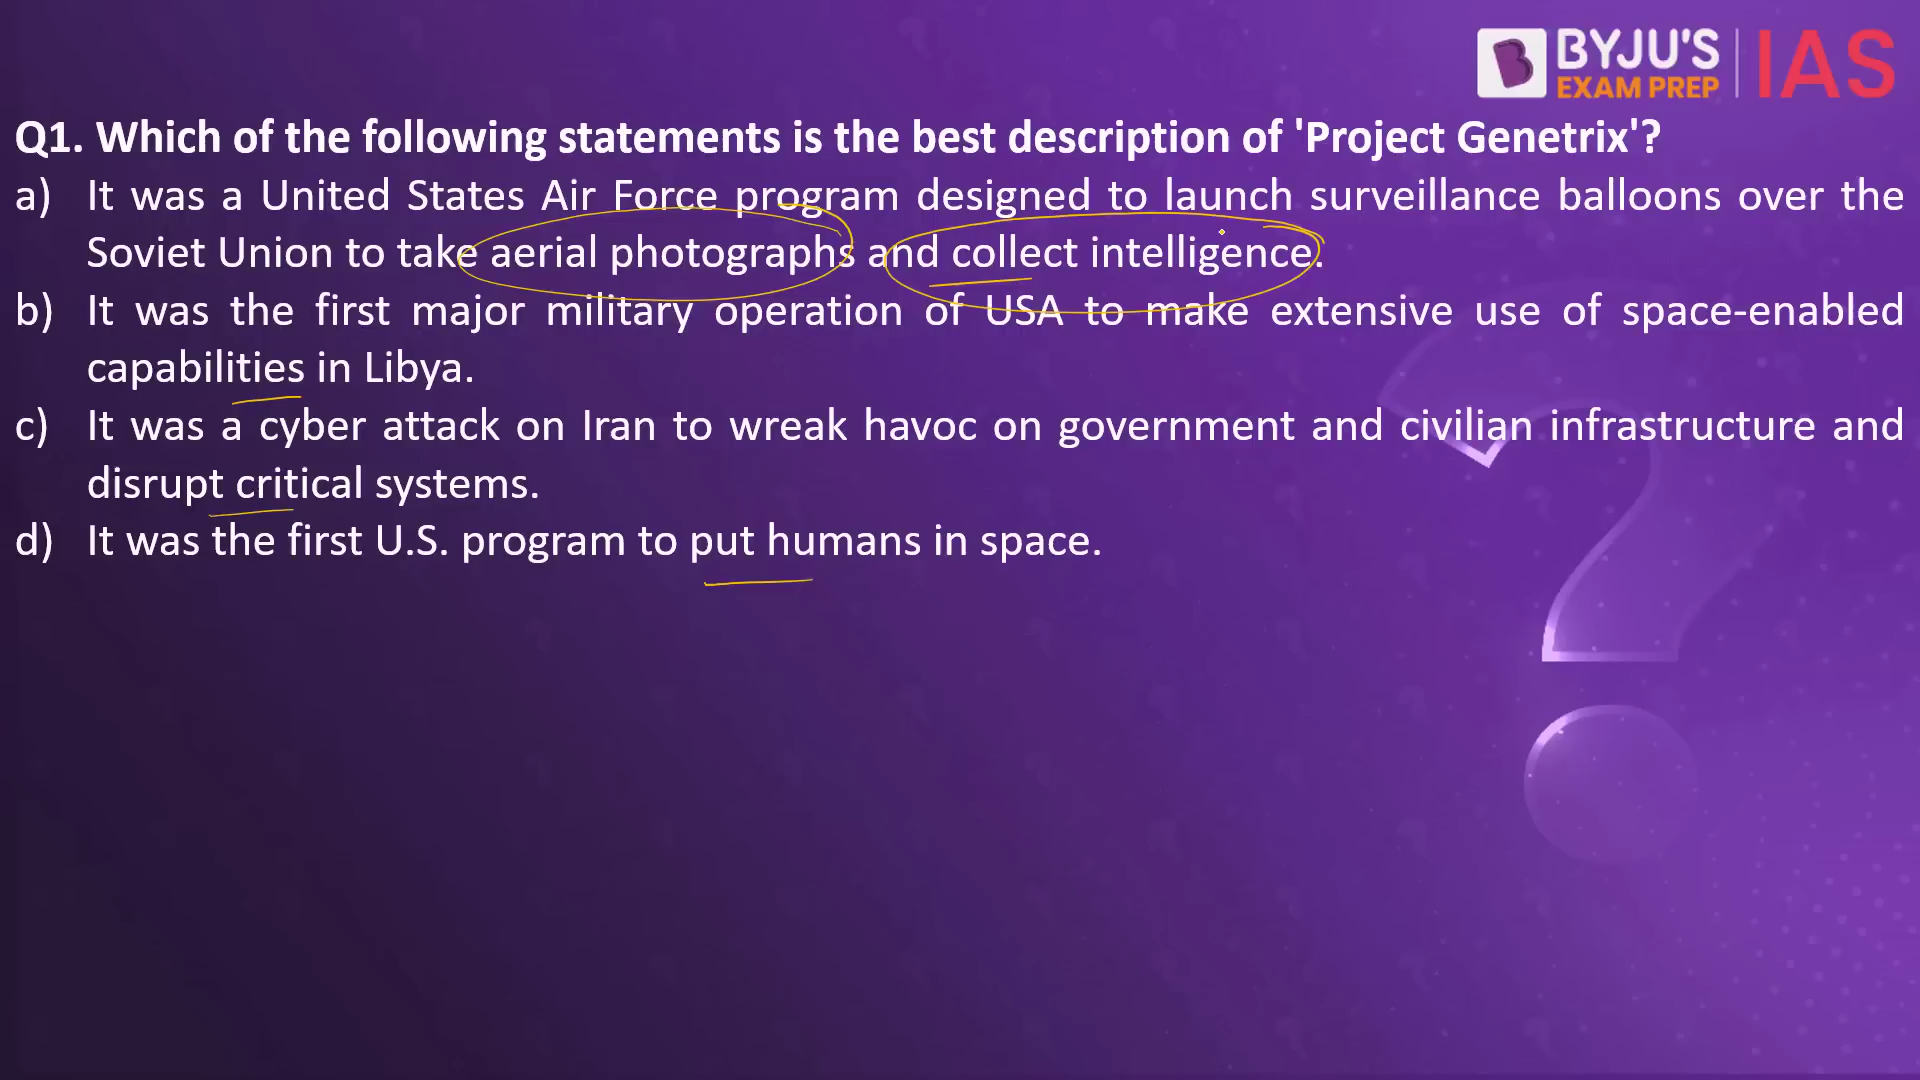 BYJU'S
EXAM PREP
IAS
Q1. Which of the following statements is the best description of 'Project Genetrix'?
a) It was a United States Air Force program designed to launch surveillance balloons over the
Soviet Union to take aerial photographs and collect intelligence.
b) It was the first major military operation of USA to make extensive use of space-enabled
capabilities in Libya.
c) It was a cyber attack on Iran to wreak havoc on government and civilian infrastructure and
disrupt critical systems.
d) It was the first U.S. program to put humans in space.